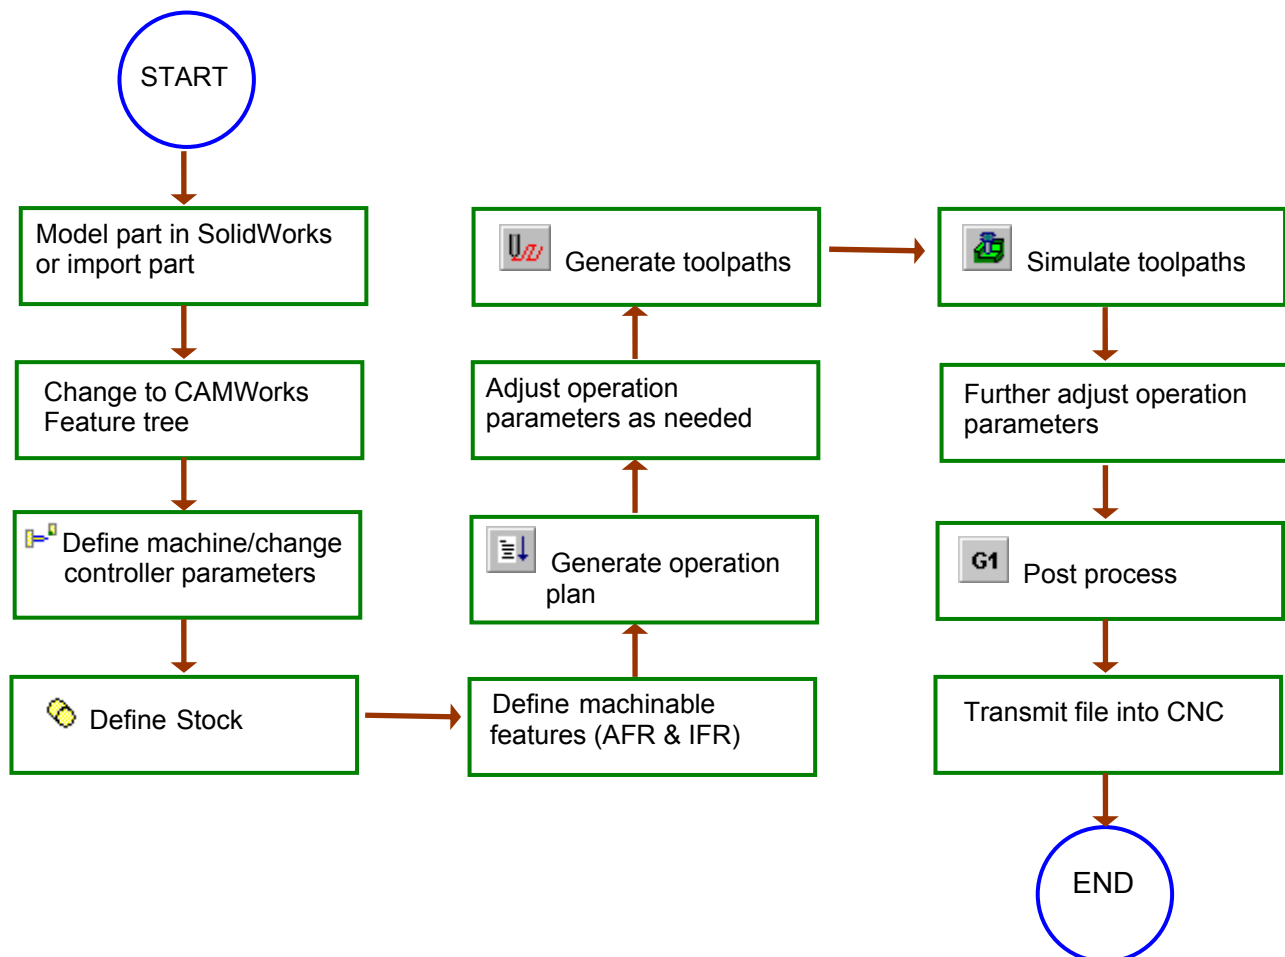 START
Model part in SolidWorks
or import part
Change to CAMWorks
Feature tree
Define machine/change
controller parameters
Define Stock
Define machinable
features (AFR & IFR)
Generate operation
plan
Adjust operation
parameters as needed
Generate toolpaths
Simulate toolpaths
Further adjust operation
parameters
G1 Post process
Transmit file into CNC
END